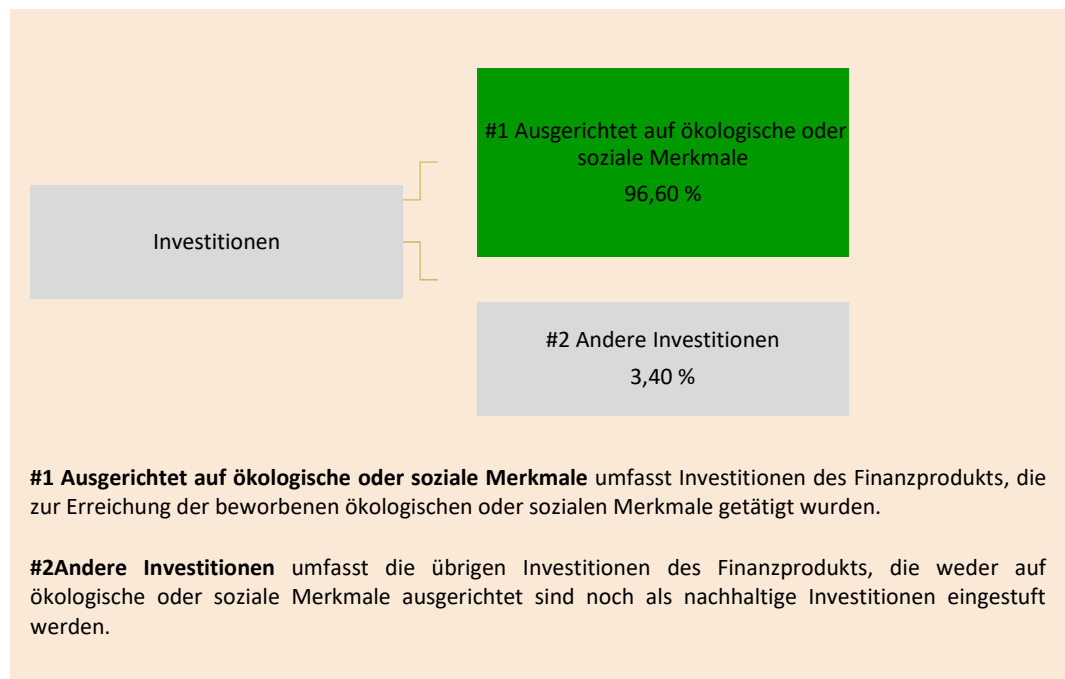 #1 Ausgerichtet auf ökologische oder
soziale Merkmale
96,60 %
Investitionen
#2 Andere Investitionen
3,40 %
#1 Ausgerichtet auf ökologische oder soziale Merkmale umfasst Investitionen des Finanzprodukts, die
zur Erreichung der beworbenen ökologischen oder sozialen Merkmale getätigt wurden.
#2Andere Investitionen umfasst die übrigen Investitionen des Finanzprodukts, die weder auf
ökologische oder soziale Merkmale ausgerichtet sind noch als nachhaltige Investitionen eingestuft
werden.